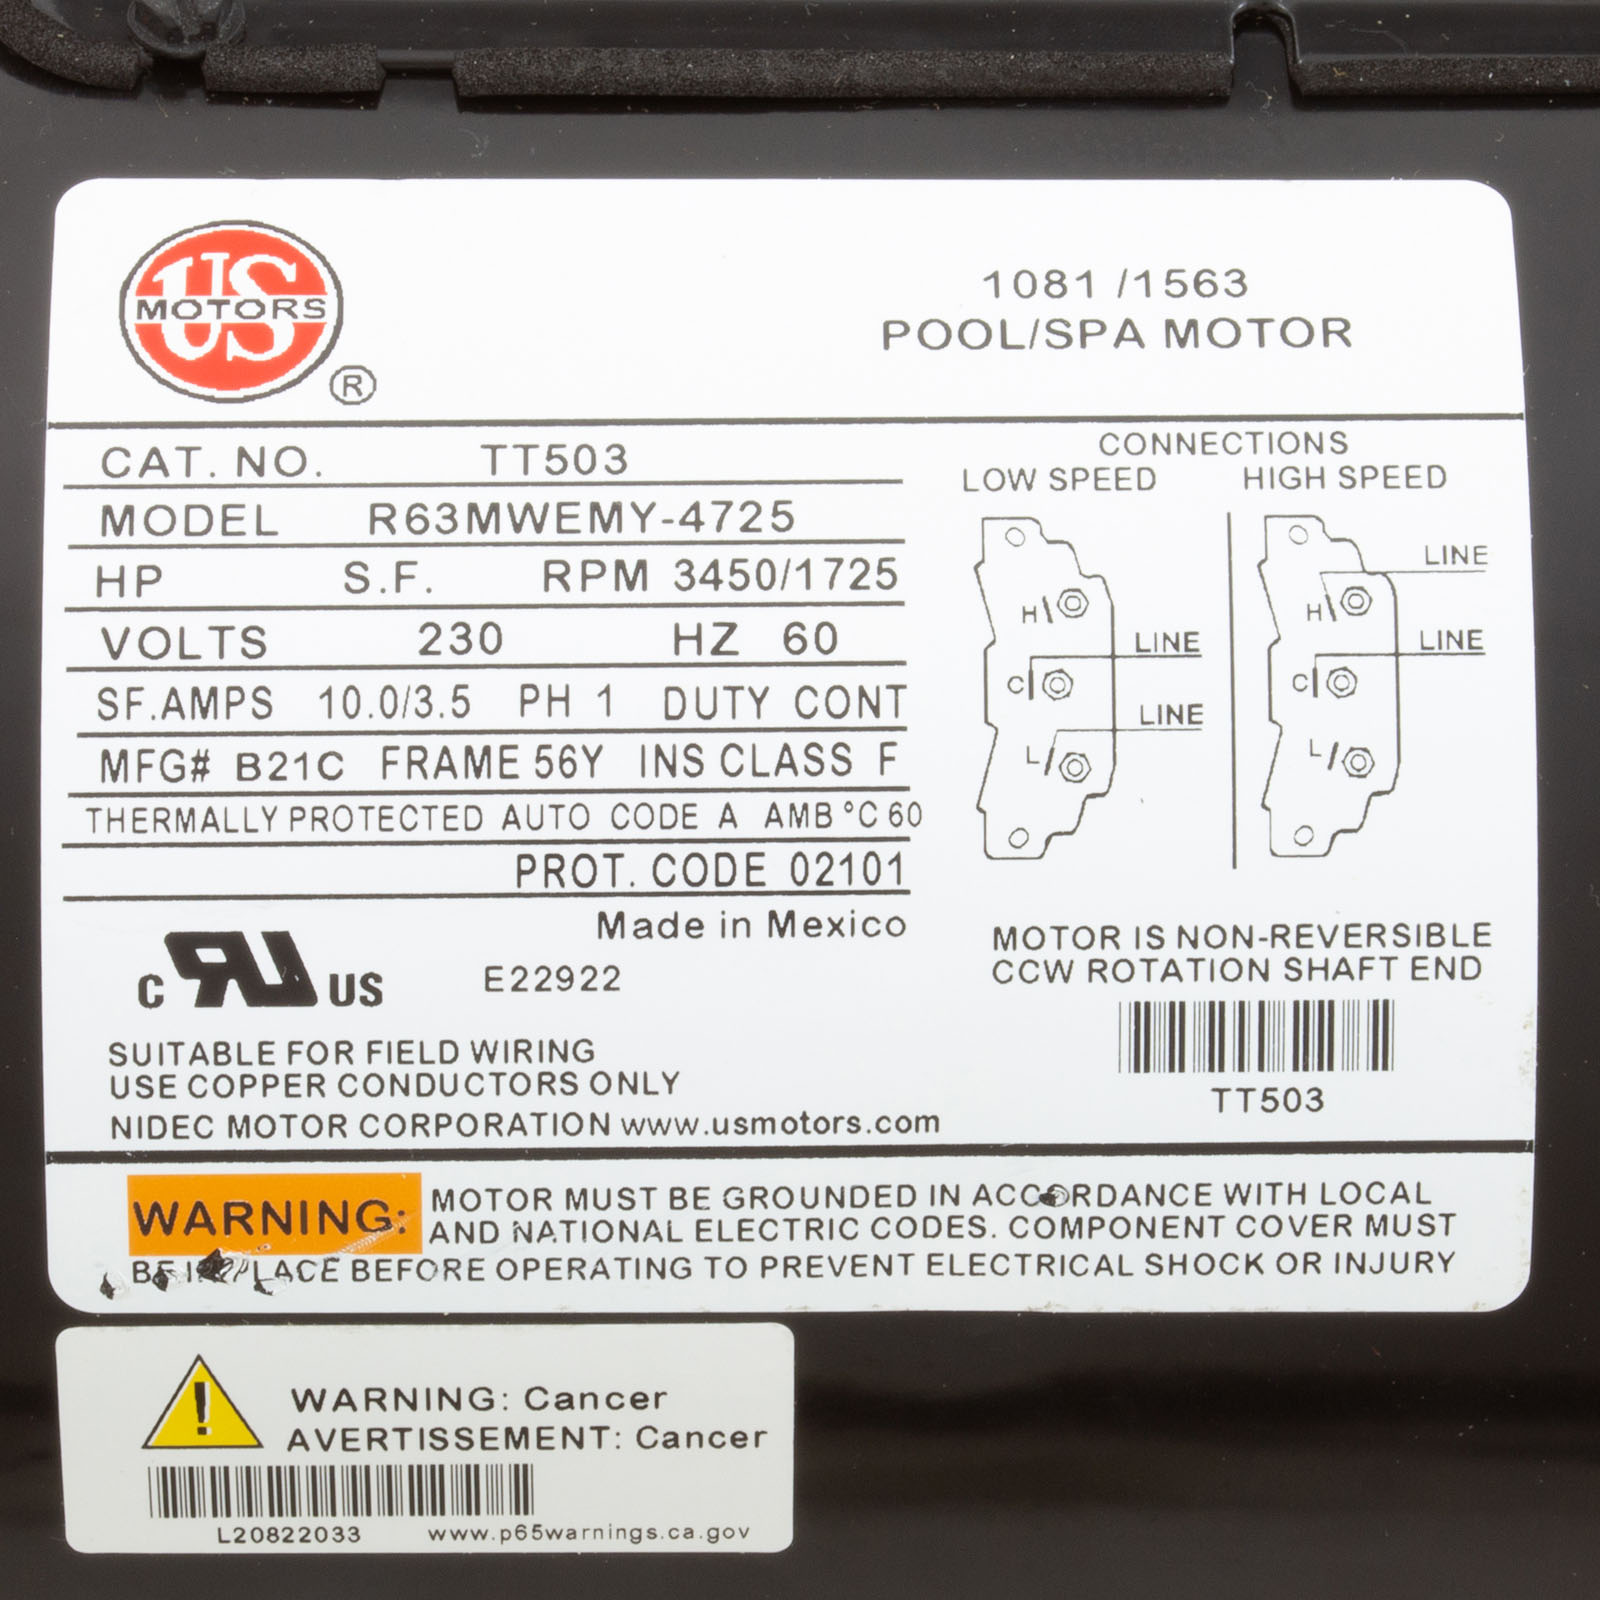 US
MOTORS
®
1081 /1563
POOL/SPA MOTOR
CAT. NO. TT503
MODEL R63MWEMY-4725
HP S.F. RPM 3450/1725
VOLTS 230 HZ 60
SF.AMPS 10.0/3.5 PH 1 DUTY CONT
MFG# B21C FRAME 56Y INS CLASS F
THERMALLY PROTECTED AUTO CODE A AMB °C 60
PROT. CODE 02101
Made in Mexico
C RU US E22922
SUITABLE FOR FIELD WIRING
USE COPPER CONDUCTORS ONLY
NIDEC MOTOR CORPORATION www.usmotors.com
CONNECTIONS
LOW SPEED
H
C LINE
L LINE
HIGH SPEED
H LINE
C LINE
L
MOTOR IS NON-REVERSIBLE
CCW ROTATION SHAFT END
TT503
WARNING: MOTOR MUST BE GROUNDED IN ACCORDANCE WITH LOCAL
AND NATIONAL ELECTRIC CODES. COMPONENT COVER MUST
BE IN PLACE BEFORE OPERATING TO PREVENT ELECTRICAL SHOCK OR INJURY
WARNING: Cancer
AVERTISSEMENT: Cancer
L20822033 www.p65warnings.ca.gov